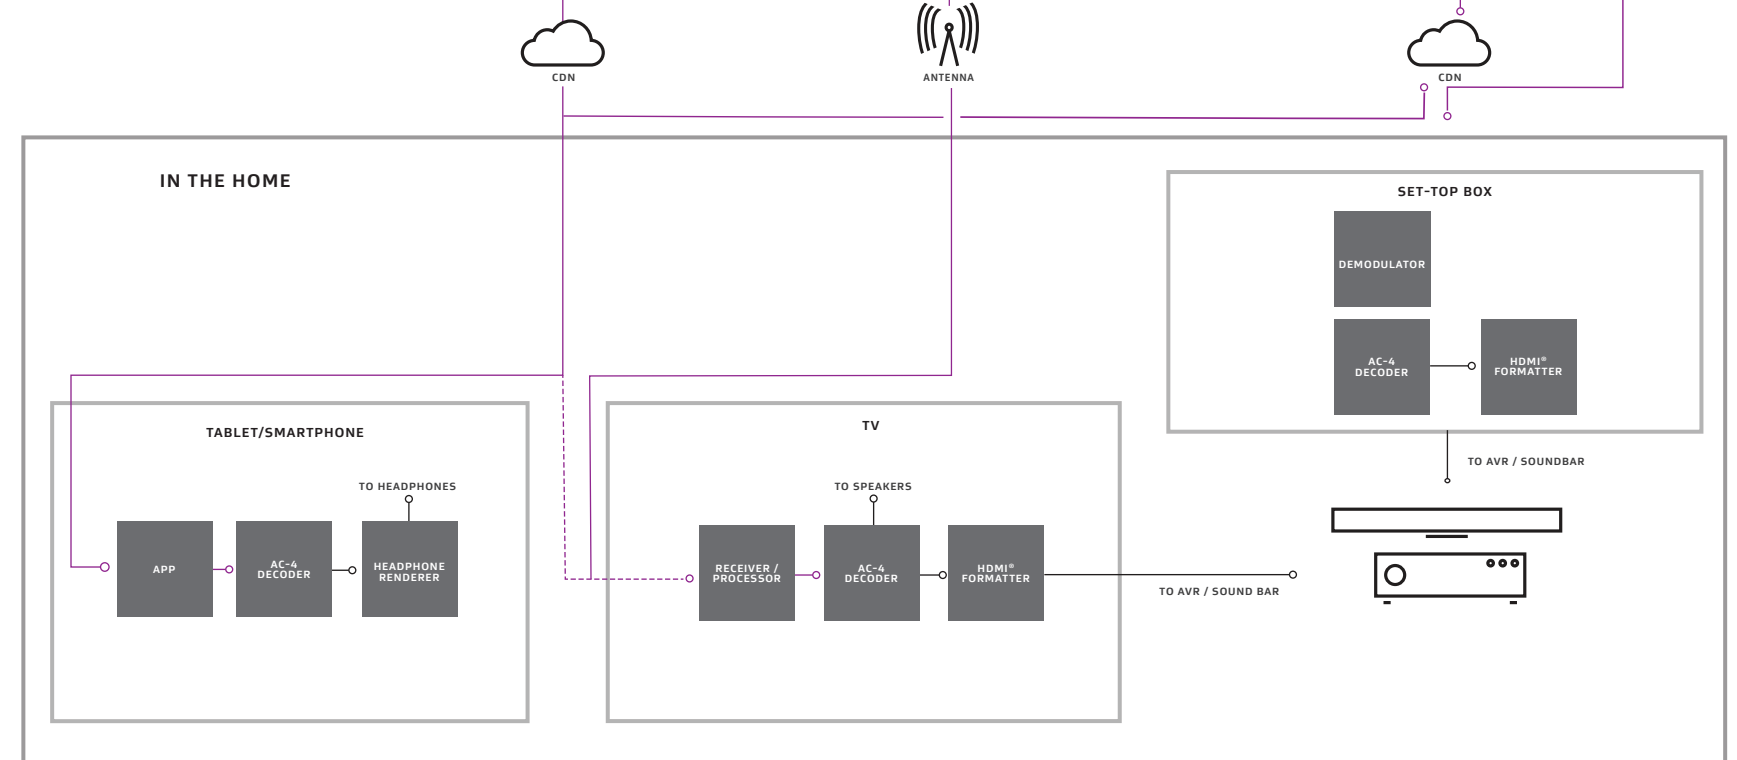 CDN
ANTENNA
CDN
IN THE HOME
SET-TOP BOX
DEMODULATOR
AC-4
DECODER
HDMI®
FORMATTER
TO AVR / SOUNDBAR
TABLET/SMARTPHONE
TO HEADPHONES
APP
AC-4
DECODER
HEADPHONE
RENDERER
TV
TO SPEAKERS
RECEIVER /
PROCESSOR
AC-4
DECODER
HDMI®
FORMATTER
TO AVR / SOUND BAR